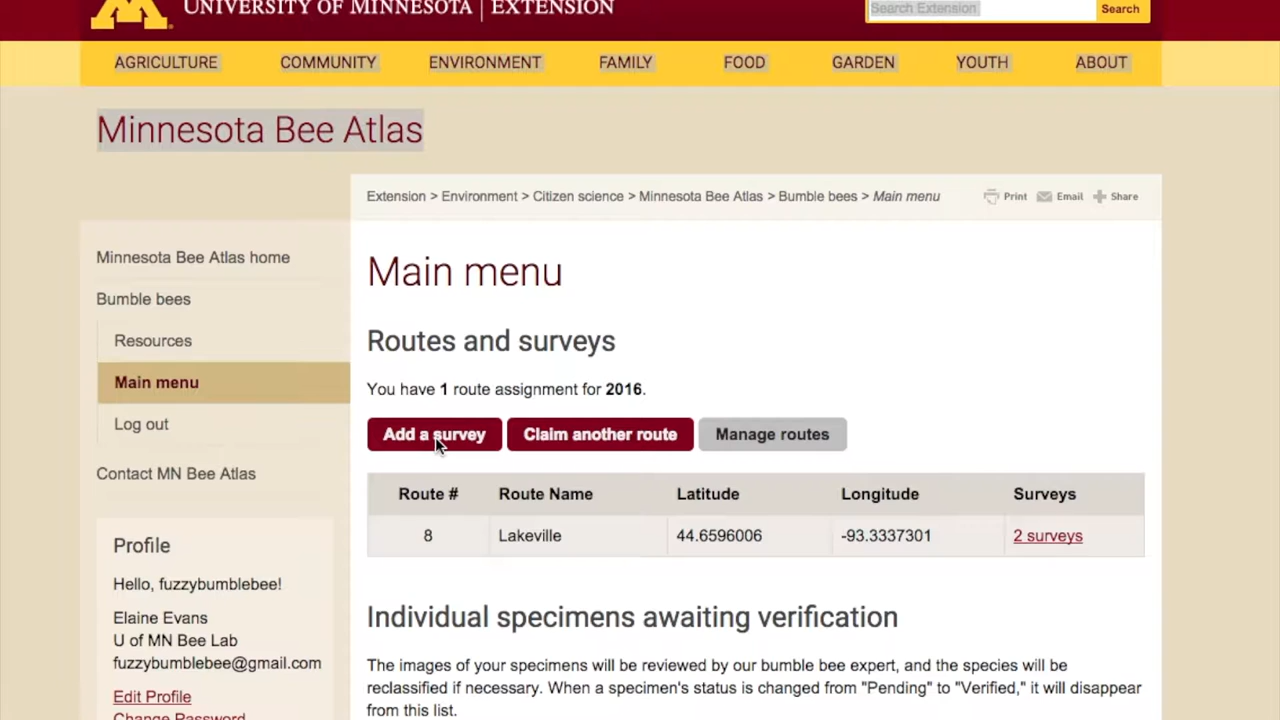 UNIVERSITY OF MINNESOTA | EXTENSION
Search Extension
Search
AGRICULTURE COMMUNITY ENVIRONMENT FAMILY FOOD GARDEN YOUTH ABOUT
Minnesota Bee Atlas
Extension > Environment > Citizen science > Minnesota Bee Atlas > Bumble bees > Main menu
Print Email Share
Minnesota Bee Atlas home
Bumble bees
Resources
Main menu
Log out
Contact MN Bee Atlas
Profile
Hello, fuzzybumblebee!
Elaine Evans
U of MN Bee Lab
fuzzybumblebee@gmail.com
Edit Profile
Change Password
Main menu
Routes and surveys
You have 1 route assignment for 2016.
Add a survey Claim another route Manage routes
Route # Route Name Latitude Longitude Surveys
8 Lakeville 44.6596006 -93.3337301 2 surveys
Individual specimens awaiting verification
The images of your specimens will be reviewed by our bumble bee expert, and the species will be
reclassified if necessary. When a specimen's status is changed from "Pending" to "Verified," it will disappear
from this list.